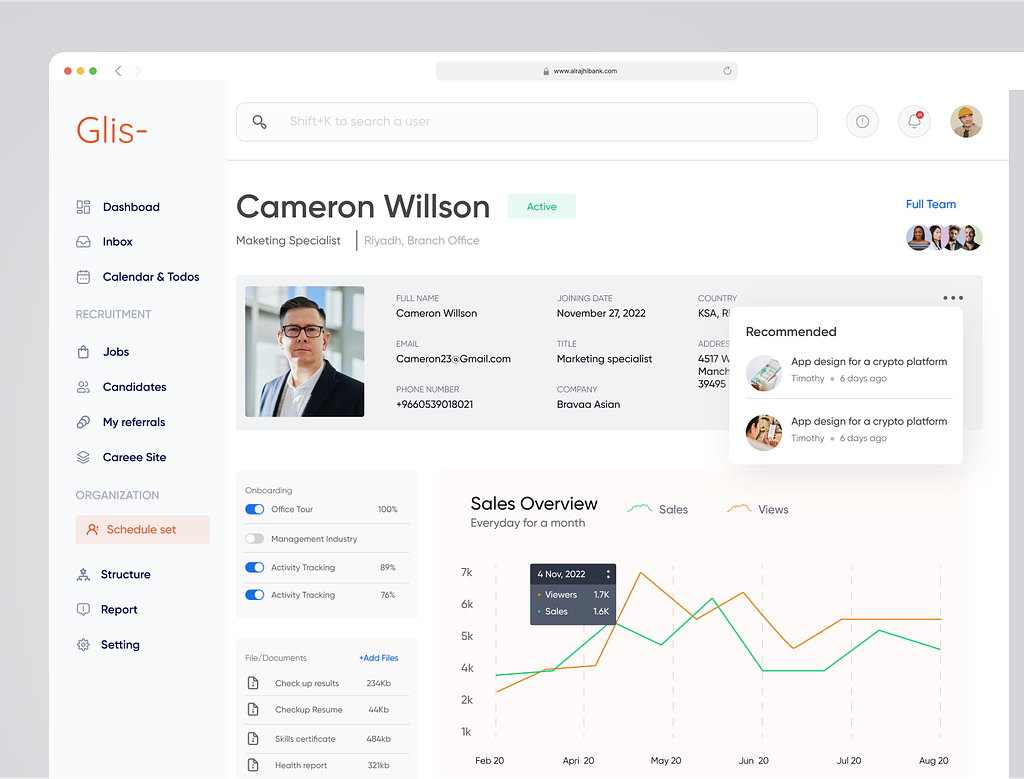 www.alrajhibank.com
Glis-
Shift+K to search a user
Dashboad
Inbox
Calendar & Todos
RECRUITMENT
Jobs
Candidates
My referrals
Careee Site
ORGANIZATION
Schedule set
Structure
Report
Setting
Cameron Willson
Active
Full Team
Maketing Specialist
Riyadh, Branch Office
FULL NAME
Cameron Willson
JOINING DATE
November 27, 2022
COUNTRY
KSA,
EMAIL
Cameron23@Gmail.com
TITLE
Marketing specialist
4517
Manch
39495
PHONE NUMBER
+9660539018021
COMPANY
Bravaa Asian
Recommended
App design for a crypto platform
Timothy 6 days ago
App design for a crypto platform
Timothy 6 days ago
Onboarding
Office Tour 100%
Management Industry
Activity Tracking 89%
Activity Tracking 76%
File/Documents +Add Files
Check up results 234Kb
Checkup Resume 44Kb
Skills certificate 484kb
Health report 321kb
Sales Overview
Everyday for a month
Sales
Views
7k
6k
5k
4k
2k
1k
4 Nov, 2022
Viewers 1.7K
Sales 1.6K
Feb 20
Apri 20
May 20
Jun 20
Jul 20
Aug 20